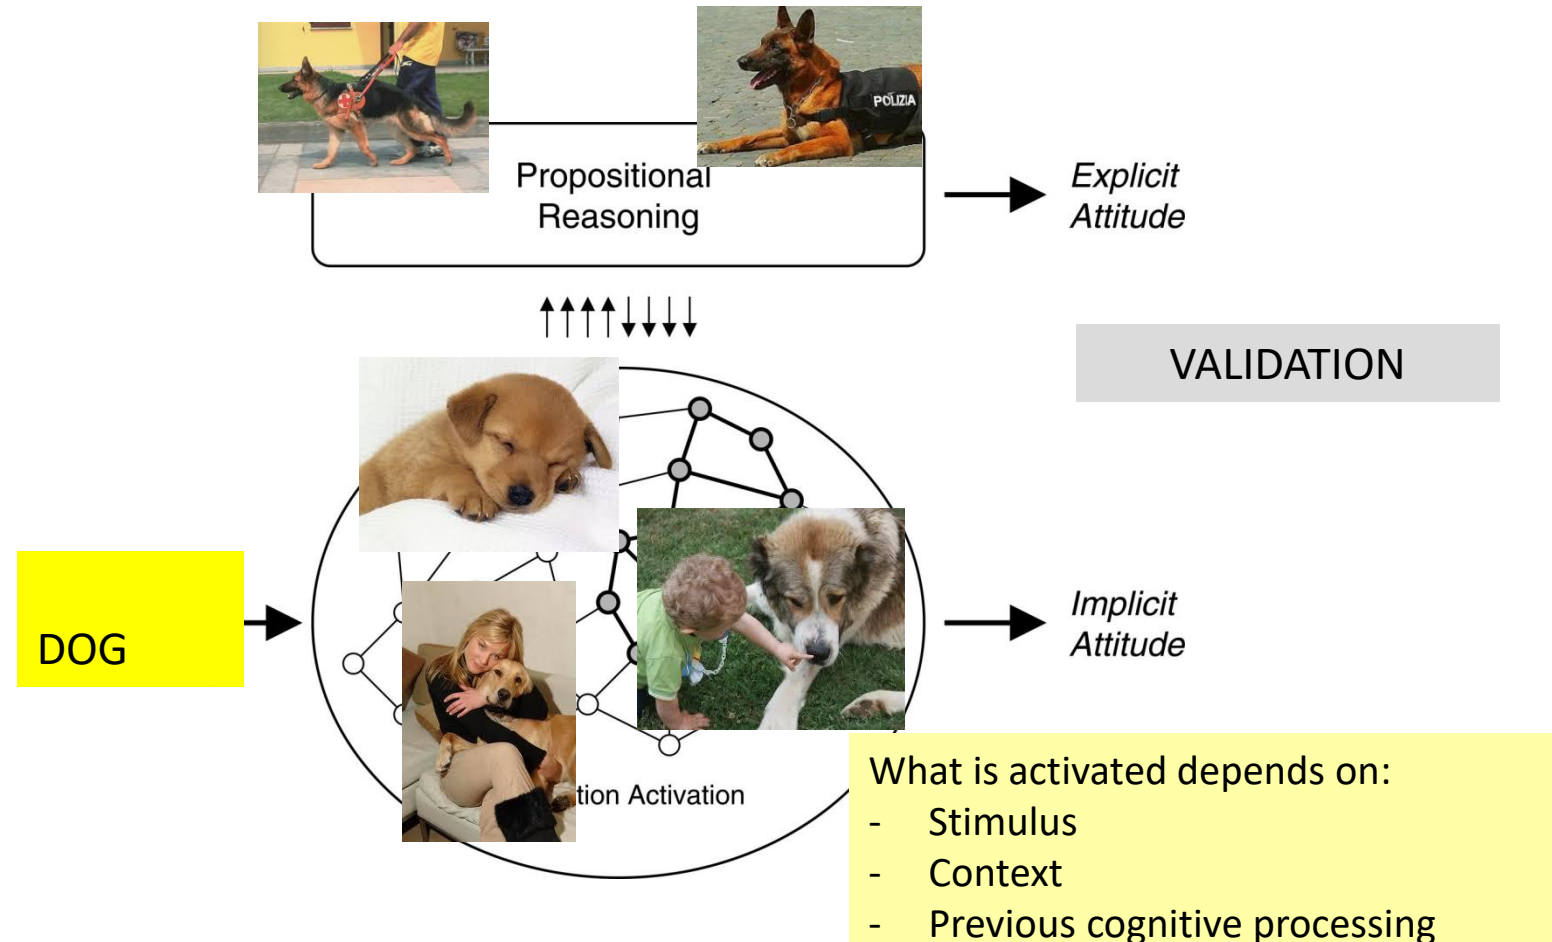 POLIZIA
Propositional
Reasoning
Explicit
Attitude
VALIDATION
DOG
Implicit
Attitude
tion Activation
What is activated depends on:
- Stimulus
- Context
- Previous cognitive processing